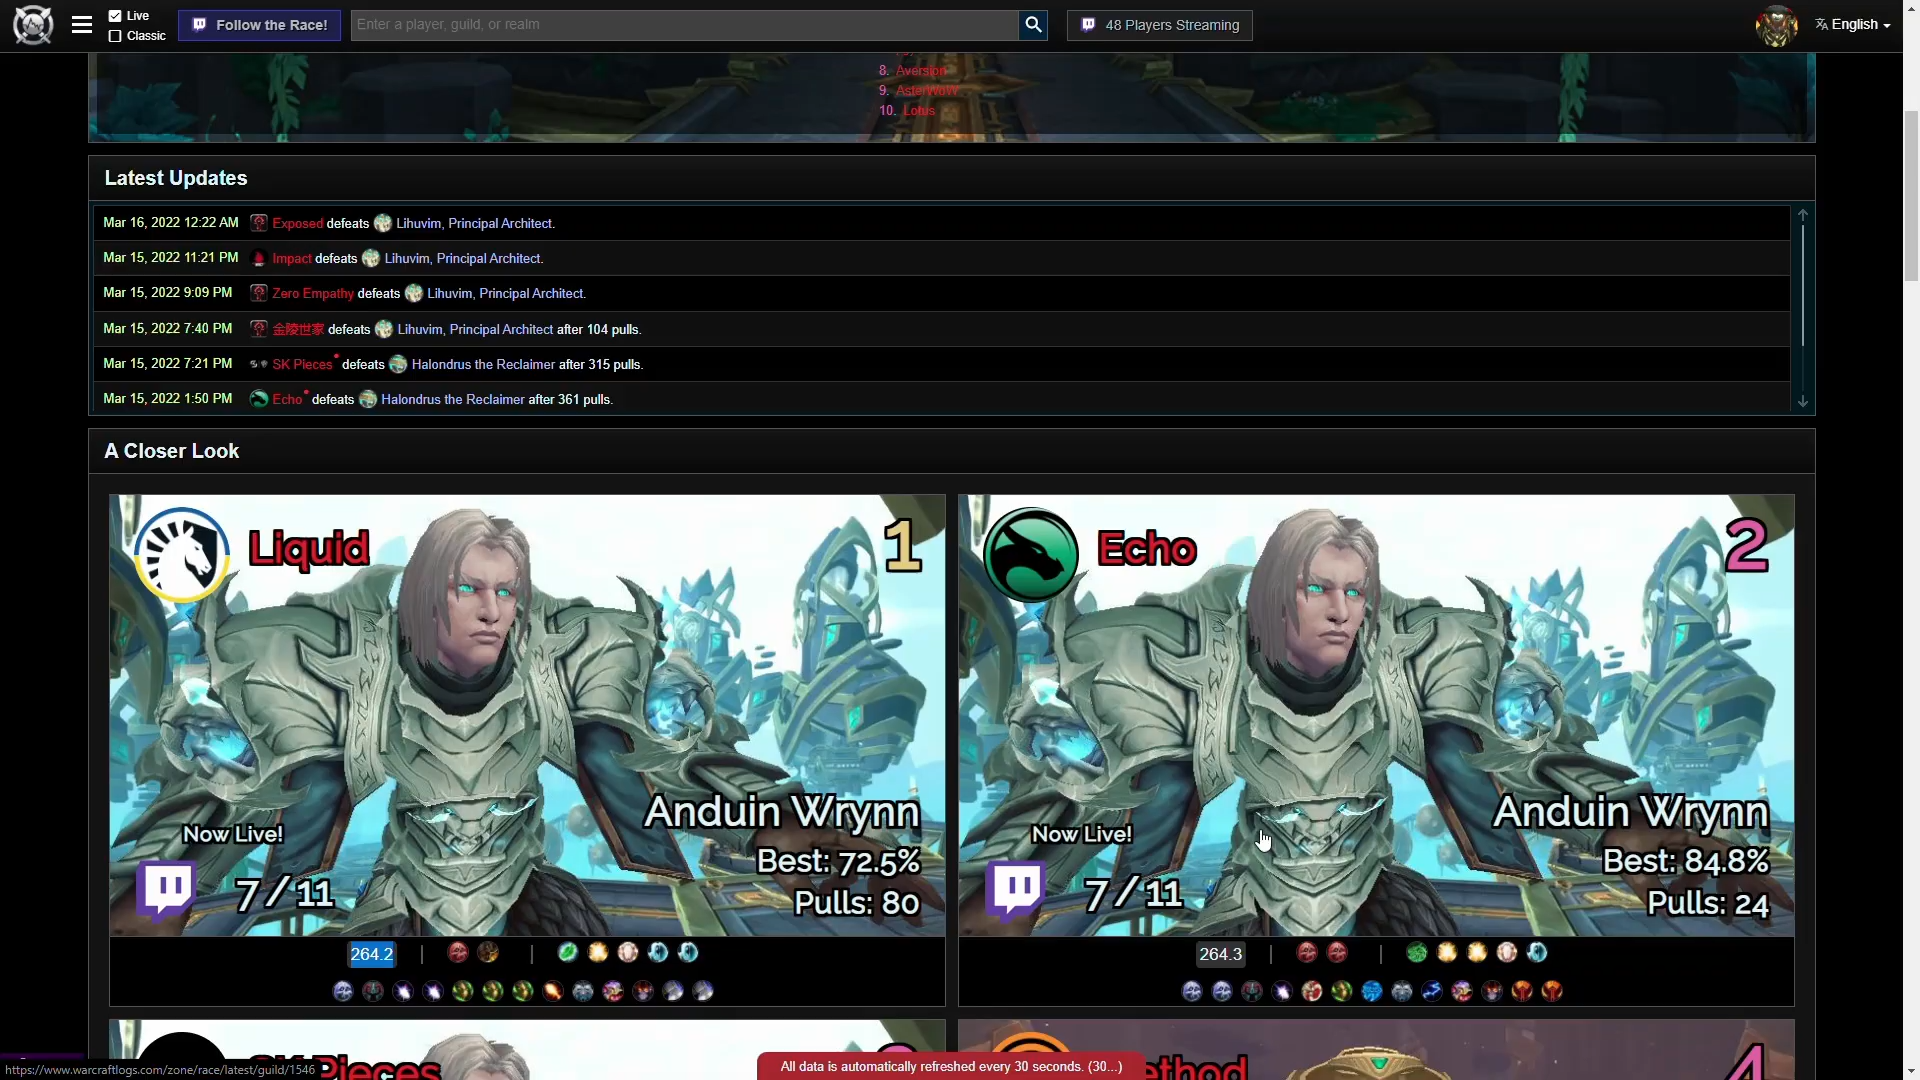 Live
Classic
Follow the Race!
Enter a player, guild, or realm
48 Players Streaming
English
8. Aversion
9. AsterWoW
10. Lotus
Latest Updates
Mar 16, 2022 12:22 AM Exposed defeats Lihuvim, Principal Architect.
Mar 15, 2022 11:21 PM Impact defeats Lihuvim, Principal Architect.
Mar 15, 2022 9:09 PM Zero Empathy defeats Lihuvim, Principal Architect.
Mar 15, 2022 7:40 PM 金陵世家 defeats Lihuvim, Principal Architect after 104 pulls.
Mar 15, 2022 7:21 PM SK Pieces defeats Halondrus the Reclaimer after 315 pulls.
Mar 15, 2022 1:50 PM Echo defeats Halondrus the Reclaimer after 361 pulls.
A Closer Look
Liquid 1
Anduin Wrynn
Now Live!
Best: 72.5%
7/11
Pulls: 80
264.2
Echo 2
Anduin Wrynn
Now Live!
Best: 84.8%
7/11
Pulls: 24
264.3
Pieces
ethod 4
All data is automatically refreshed every 30 seconds. (30...)
https://www.warcraftlogs.com/zone/race/latest/guild/1546